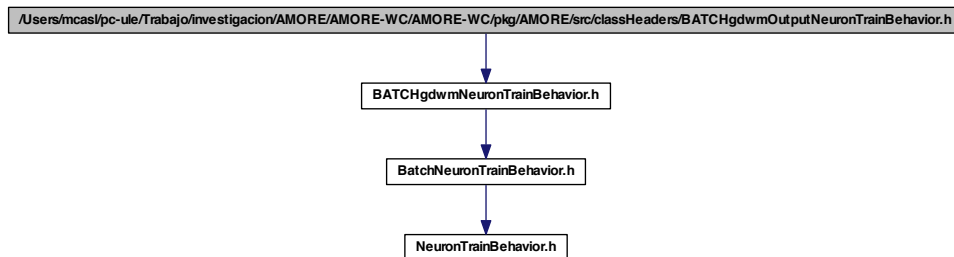 /Users/mcasl/pc-ule/Trabajo/investigacion/AMORE/AMORE-WC/AMORE-WC/pkg/AMORE/src/classHeaders/BATCHgdwmOutputNeuronTrainBehavior.h
BATCHgdwmNeuronTrainBehavior.h
BatchNeuronTrainBehavior.h
NeuronTrainBehavior.h